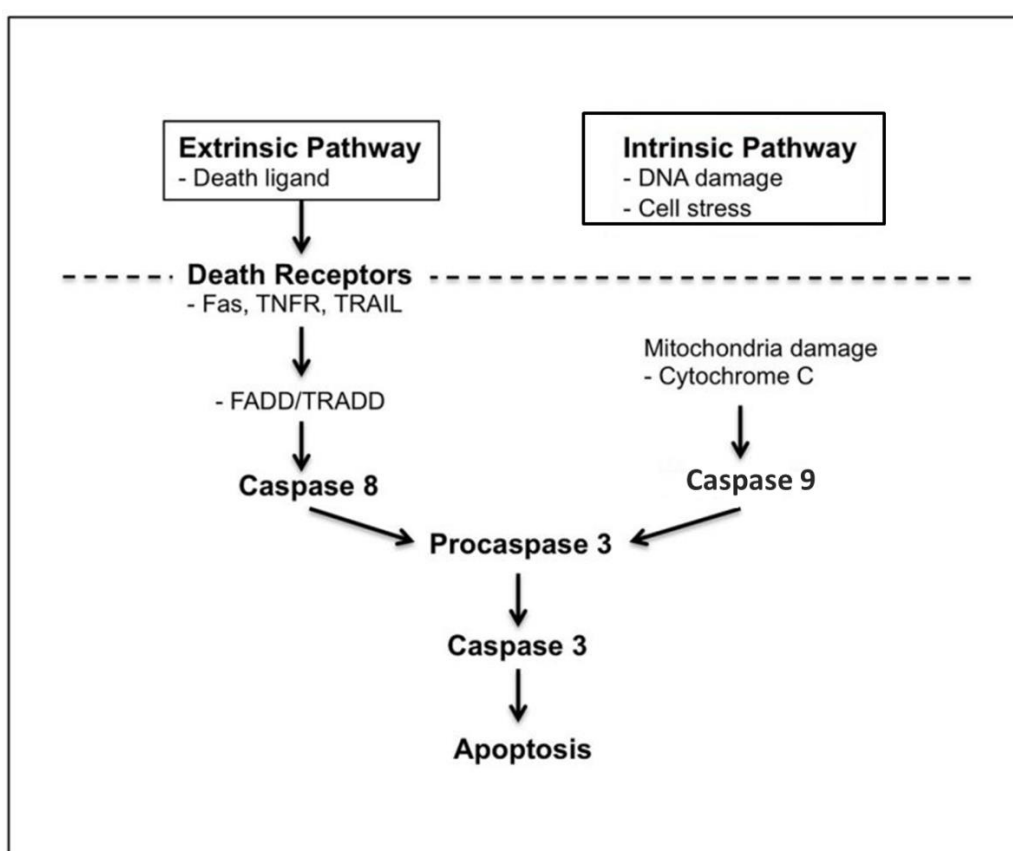 Extrinsic Pathway
- Death ligand
Intrinsic Pathway
- DNA damage
- Cell stress
Death Receptors
- Fas, TNFR, TRAIL
Mitochondria damage
- Cytochrome C
- FADD/TRADD
Caspase 8
Caspase 9
Procaspase 3
Caspase 3
Apoptosis